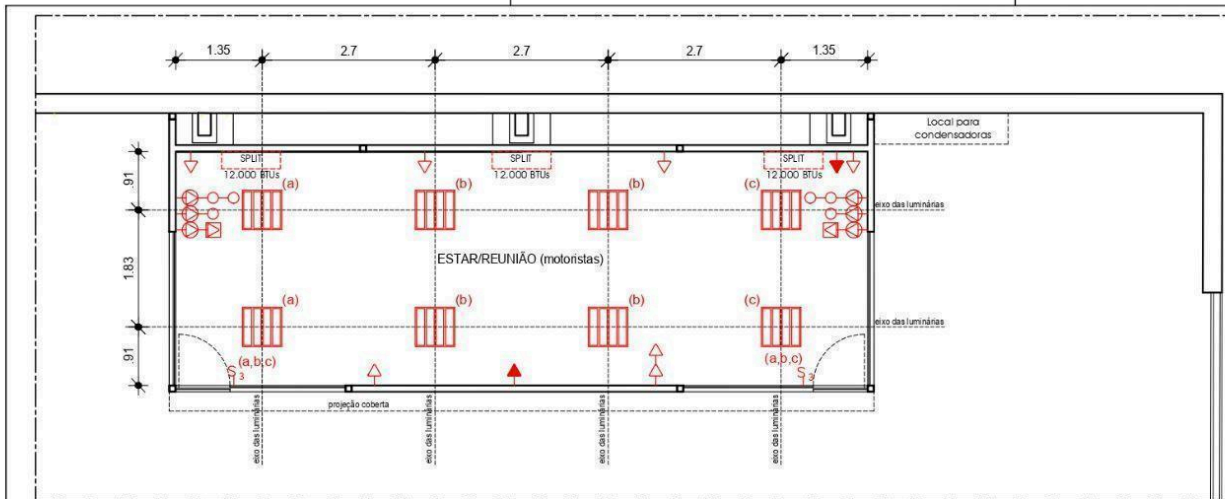 1.35 2.7 2.7 2.7 1.35
Local para
condensadoras
SPLIT SPLIT SPLIT
12.000 BTUs 12.000 BTUs 12.000 BTUs
.91
(a) (b) (b) (c)
eixo das luminárias
1.83
ESTAR/REUNIÃO (motoristas)
(a) (b) (b) (c)
eixo das luminárias
.91
(a,b,c) (a,b,c)
S3 S3
projeção coberta
eixo das luminárias
eixo das luminárias
eixo das luminárias
eixo das luminárias